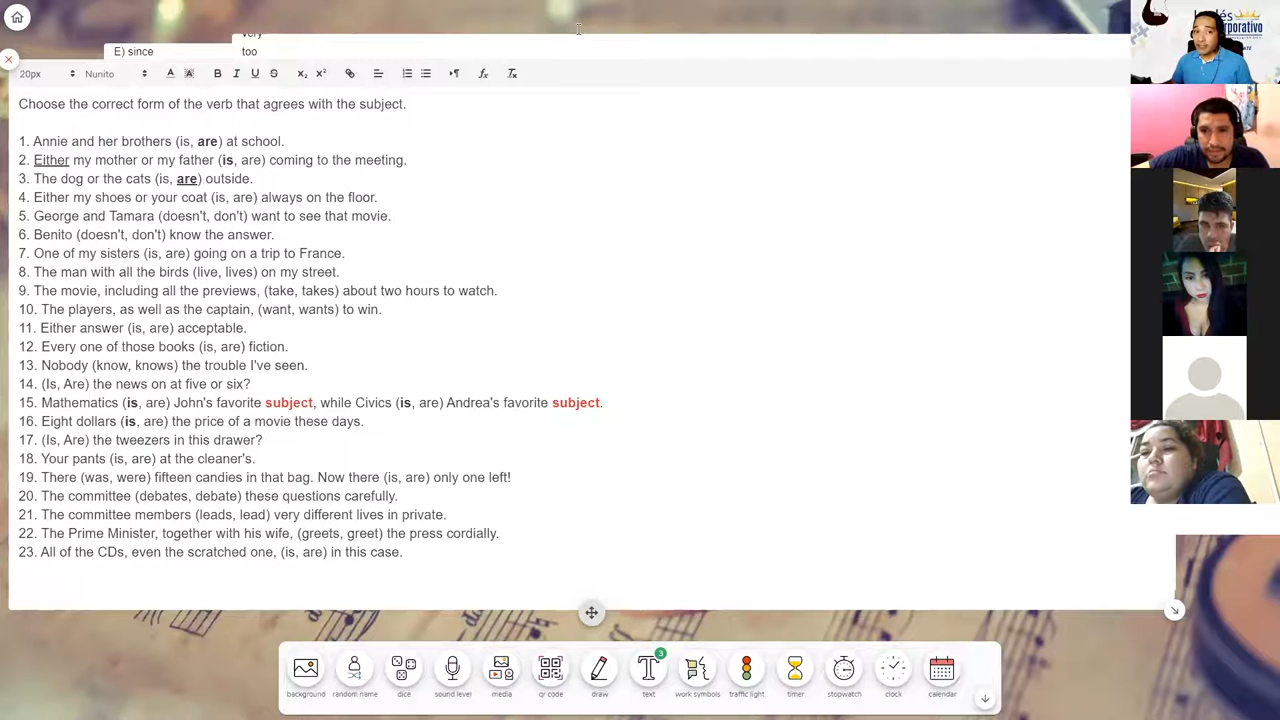 very
E) since
too
20px
Nunito
Choose the correct form of the verb that agrees with the subject.
1. Annie and her brothers (is, are) at school.
2. Either my mother or my father (is, are) coming to the meeting.
3. The dog or the cats (is, are) outside.
4. Either my shoes or your coat (is, are) always on the floor.
5. George and Tamara (doesn't, don't) want to see that movie.
6. Benito (doesn't, don't) know the answer.
7. One of my sisters (is, are) going on a trip to France.
8. The man with all the birds (live, lives) on my street.
9. The movie, including all the previews, (take, takes) about two hours to watch.
10. The players, as well as the captain, (want, wants) to win.
11. Either answer (is, are) acceptable.
12. Every one of those books (is, are) fiction.
13. Nobody (know, knows) the trouble I've seen.
14. (Is, Are) the news on at five or six?
15. Mathematics (is, are) John's favorite subject, while Civics (is, are) Andrea's favorite subject.
16. Eight dollars (is, are) the price of a movie these days.
17. (Is, Are) the tweezers in this drawer?
18. Your pants (is, are) at the cleaner's.
19. There (was, were) fifteen candies in that bag. Now there (is, are) only one left!
20. The committee (debates, debate) these questions carefully.
21. The committee members (leads, lead) very different lives in private.
22. The Prime Minister, together with his wife, (greets, greet) the press cordially.
23. All of the CDs, even the scratched one, (is, are) in this case.
background
random name
dice
sound level
media
qr code
draw
3
text
work symbols
traffic light
timer
stopwatch
clock
calendar